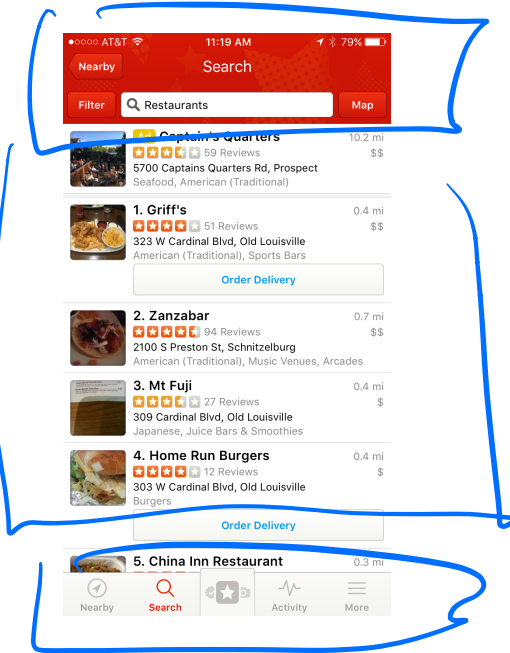 AT&T 11:19 AM 79%
Nearby Search
Filter Restaurants Map
Ad Captain's Quarters 10.2 mi
59 Reviews $$
5700 Captains Quarters Rd, Prospect
Seafood, American (Traditional)
1. Griff's 0.4 mi
51 Reviews $$
323 W Cardinal Blvd, Old Louisville
American (Traditional), Sports Bars
Order Delivery
2. Zanzabar 0.7 mi
94 Reviews $$
2100 S Preston St, Schnitzelburg
American (Traditional), Music Venues, Arcades
3. Mt Fuji 0.4 mi
27 Reviews $
309 Cardinal Blvd, Old Louisville
Japanese, Juice Bars & Smoothies
4. Home Run Burgers 0.4 mi
12 Reviews $
303 W Cardinal Blvd, Old Louisville
Burgers
Order Delivery
5. China Inn Restaurant 0.3 mi
Nearby Search Activity More